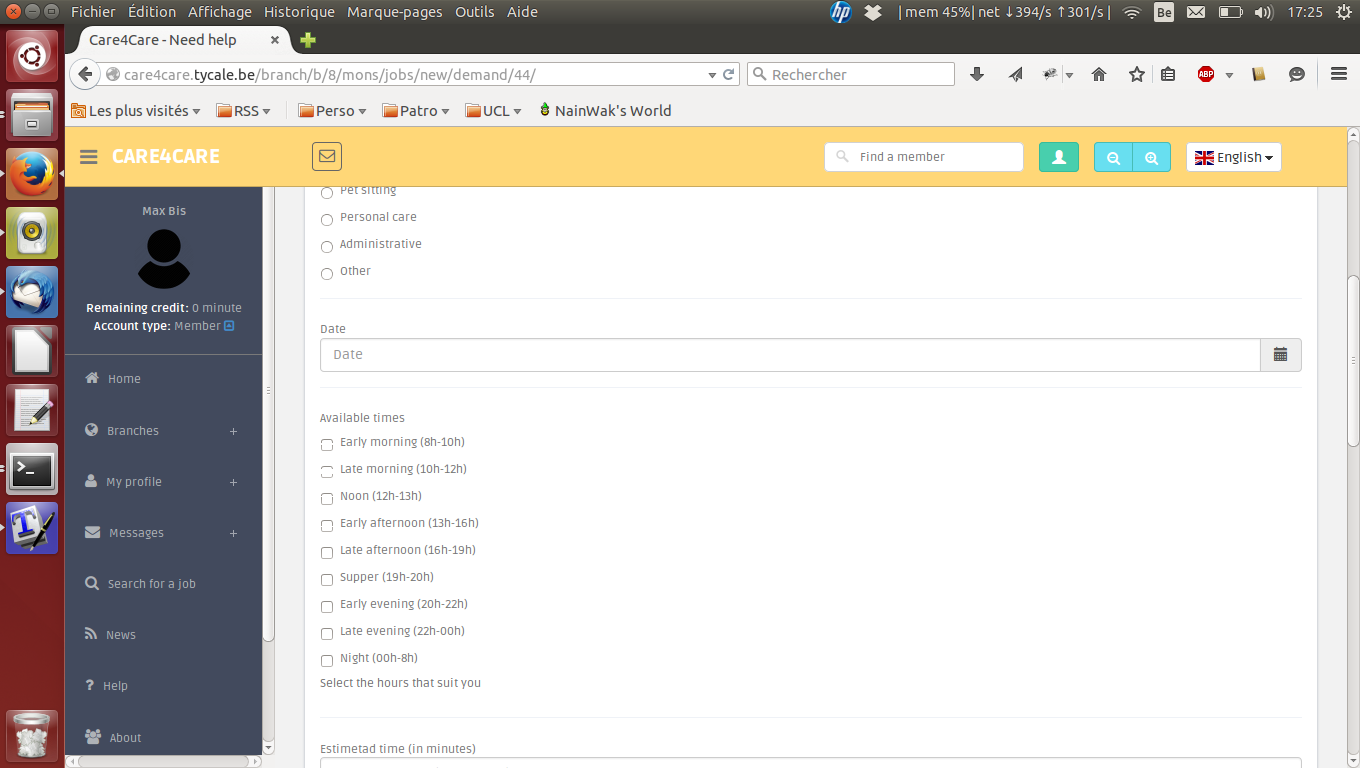 Fichier Édition Affichage Historique Marque-pages Outils Aide
| mem 45%| net ↓394/s ↑301/s |
Be
17:25
Care4Care - Need help
care4care.tycale.be/branch/b/8/mons/jobs/new/demand/44/
Rechercher
ABP
Les plus visités
RSS
Perso
Patro
UCL
NainWak's World
CARE4CARE
Find a member
English
Max Bis
Remaining credit: 0 minute
Account type: Member
Home
Branches +
My profile +
Messages +
Search for a job
News
Help
About
Pet sitting
Personal care
Administrative
Other
Date
Date
Available times
Early morning (8h-10h)
Late morning (10h-12h)
Noon (12h-13h)
Early afternoon (13h-16h)
Late afternoon (16h-19h)
Supper (19h-20h)
Early evening (20h-22h)
Late evening (22h-00h)
Night (00h-8h)
Select the hours that suit you
Estimetad time (in minutes)